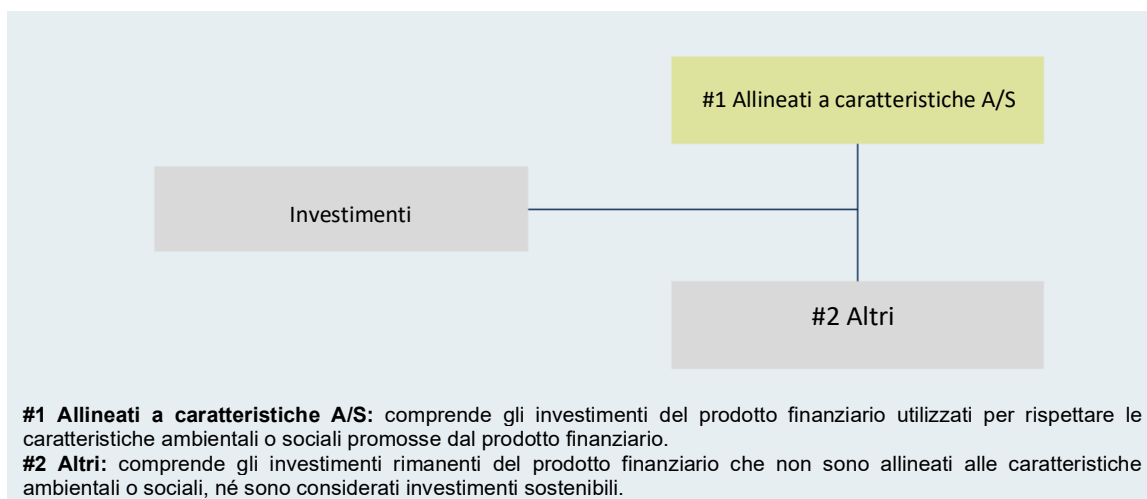 #1 Allineati a caratteristiche A/S
Investimenti
#2 Altri
#1 Allineati a caratteristiche A/S: comprende gli investimenti del prodotto finanziario utilizzati per rispettare le
caratteristiche ambientali o sociali promosse dal prodotto finanziario.
#2 Altri: comprende gli investimenti rimanenti del prodotto finanziario che non sono allineati alle caratteristiche
ambientali o sociali, né sono considerati investimenti sostenibili.